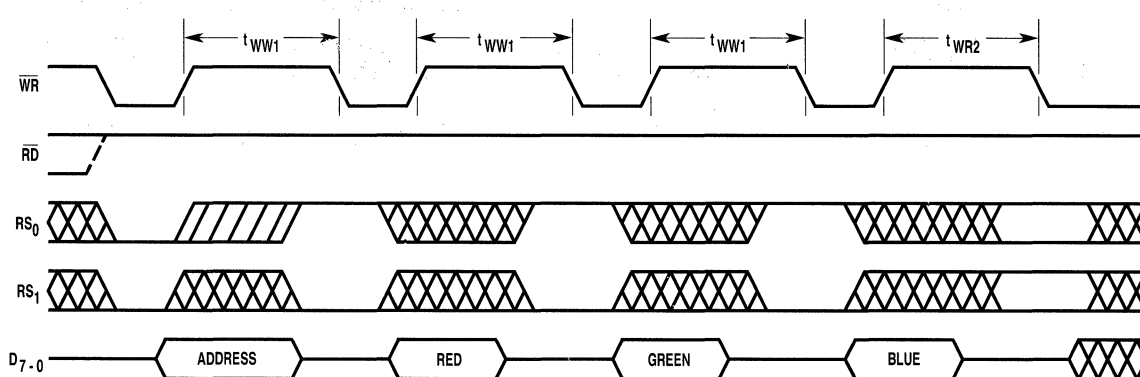 tWW1 tWW1 tWW1 tWR2
WR
RD
RS0
RS1
D7-0 ADDRESS RED GREEN BLUE